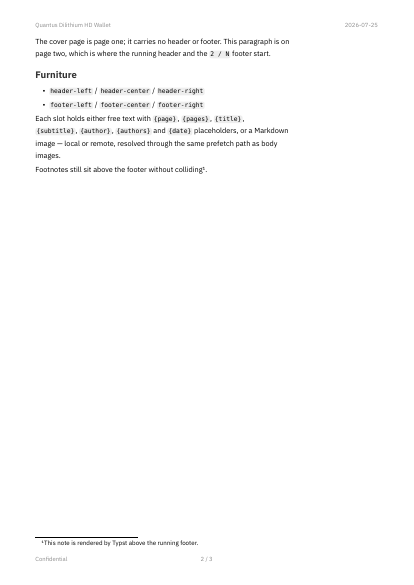 Quantus Dilithium HD Wallet 2026-07-25
The cover page is page one; it carries no header or footer. This paragraph is on
page two, which is where the running header and the 2 / N footer start.
Furniture
• header-left / header-center / header-right
• footer-left / footer-center / footer-right
Each slot holds either free text with {page}, {pages}, {title},
{subtitle}, {author}, {authors} and {date} placeholders, or a Markdown
image — local or remote, resolved through the same prefetch path as body
images.
Footnotes still sit above the footer without colliding¹.
¹This note is rendered by Typst above the running footer.
Confidential 2 / 3